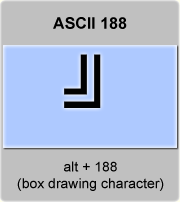 ASCII 188
╝
alt + 188
(box drawing character)